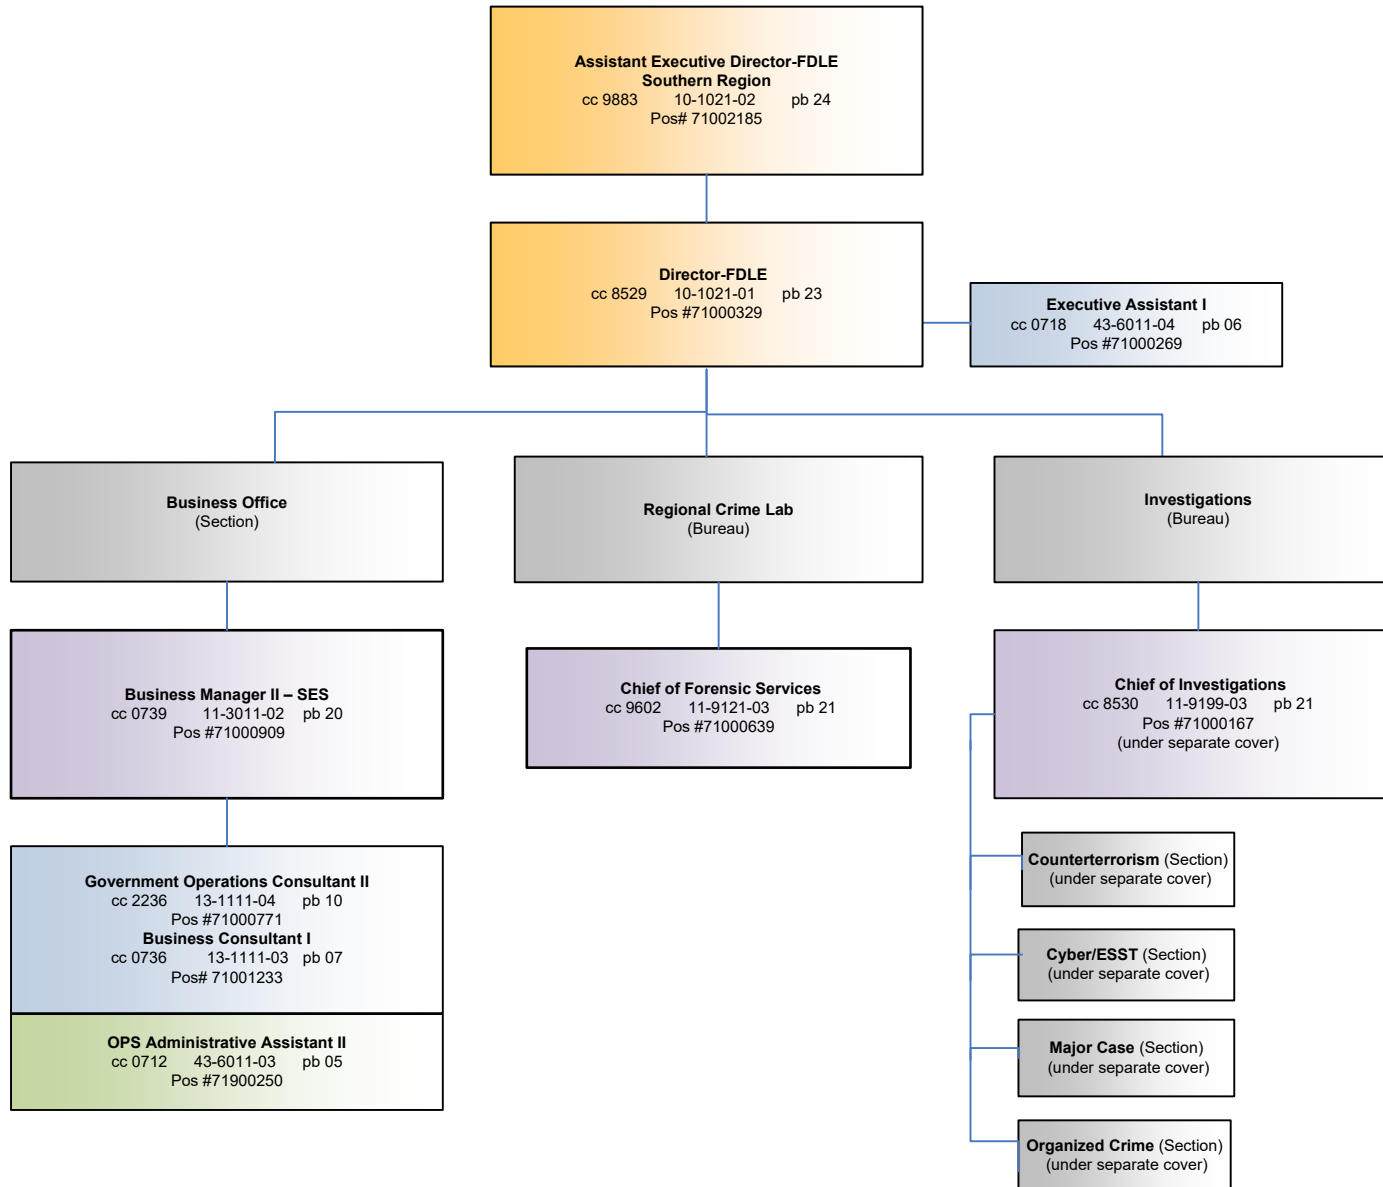 Assistant Executive Director-FDLE
Southern Region
cc 9883 10-1021-02 pb 24
Pos# 71002185
Director-FDLE
cc 8529 10-1021-01 pb 23
Pos #71000329
Executive Assistant I
cc 0718 43-6011-04 pb 06
Pos #71000269
Business Office
(Section)
Regional Crime Lab
(Bureau)
Investigations
(Bureau)
Business Manager II – SES
cc 0739 11-3011-02 pb 20
Pos #71000909
Chief of Forensic Services
cc 9602 11-9121-03 pb 21
Pos #71000639
Chief of Investigations
cc 8530 11-9199-03 pb 21
Pos #71000167
(under separate cover)
Government Operations Consultant II
cc 2236 13-1111-04 pb 10
Pos #71000771
Business Consultant I
cc 0736 13-1111-03 pb 07
Pos# 71001233
OPS Administrative Assistant II
cc 0712 43-6011-03 pb 05
Pos #71900250
Counterterrorism (Section)
(under separate cover)
Cyber/ESST (Section)
(under separate cover)
Major Case (Section)
(under separate cover)
Organized Crime (Section)
(under separate cover)